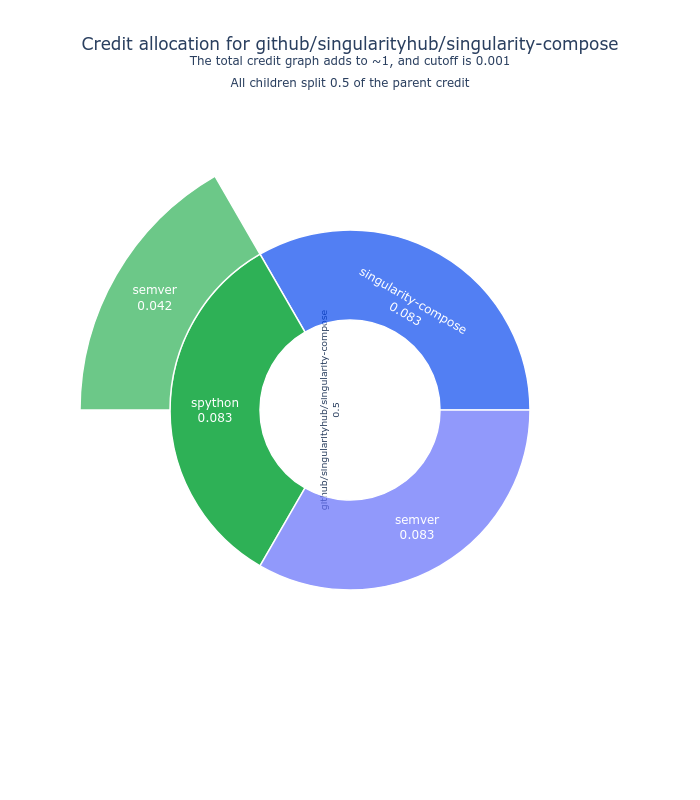 Credit allocation for github/singularityhub/singularity-compose
The total credit graph adds to ~1, and cutoff is 0.001
All children split 0.5 of the parent credit
semver
0.042
singularity-compose
0.083
spython
0.083
github/singularityhub/singularity-compose
0.5
semver
0.083